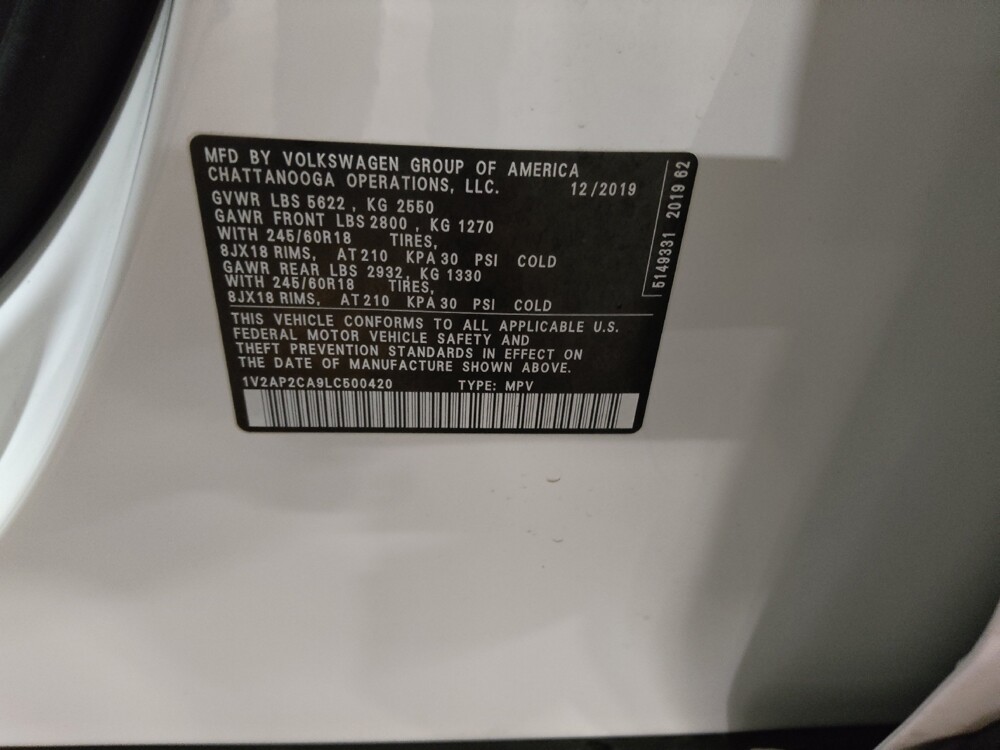 MFD BY VOLKSWAGEN GROUP OF AMERICA
CHATTANOOGA OPERATIONS, LLC. 12/2019
GVWR LBS 5622 , KG 2550
GAWR FRONT LBS 2800 , KG 1270
WITH 245/60R18 TIRES,
8JX18 RIMS, AT 210 KPA 30 PSI COLD
GAWR REAR LBS 2932, KG 1330
WITH 245/60R18 TIRES,
8JX18 RIMS, AT 210 KPA 30 PSI COLD
THIS VEHICLE CONFORMS TO ALL APPLICABLE U.S.
FEDERAL MOTOR VEHICLE SAFETY AND
THEFT PREVENTION STANDARDS IN EFFECT ON
THE DATE OF MANUFACTURE SHOWN ABOVE.
1V2AP2CA9LC500420 TYPE: MPV
5149331 2019 62